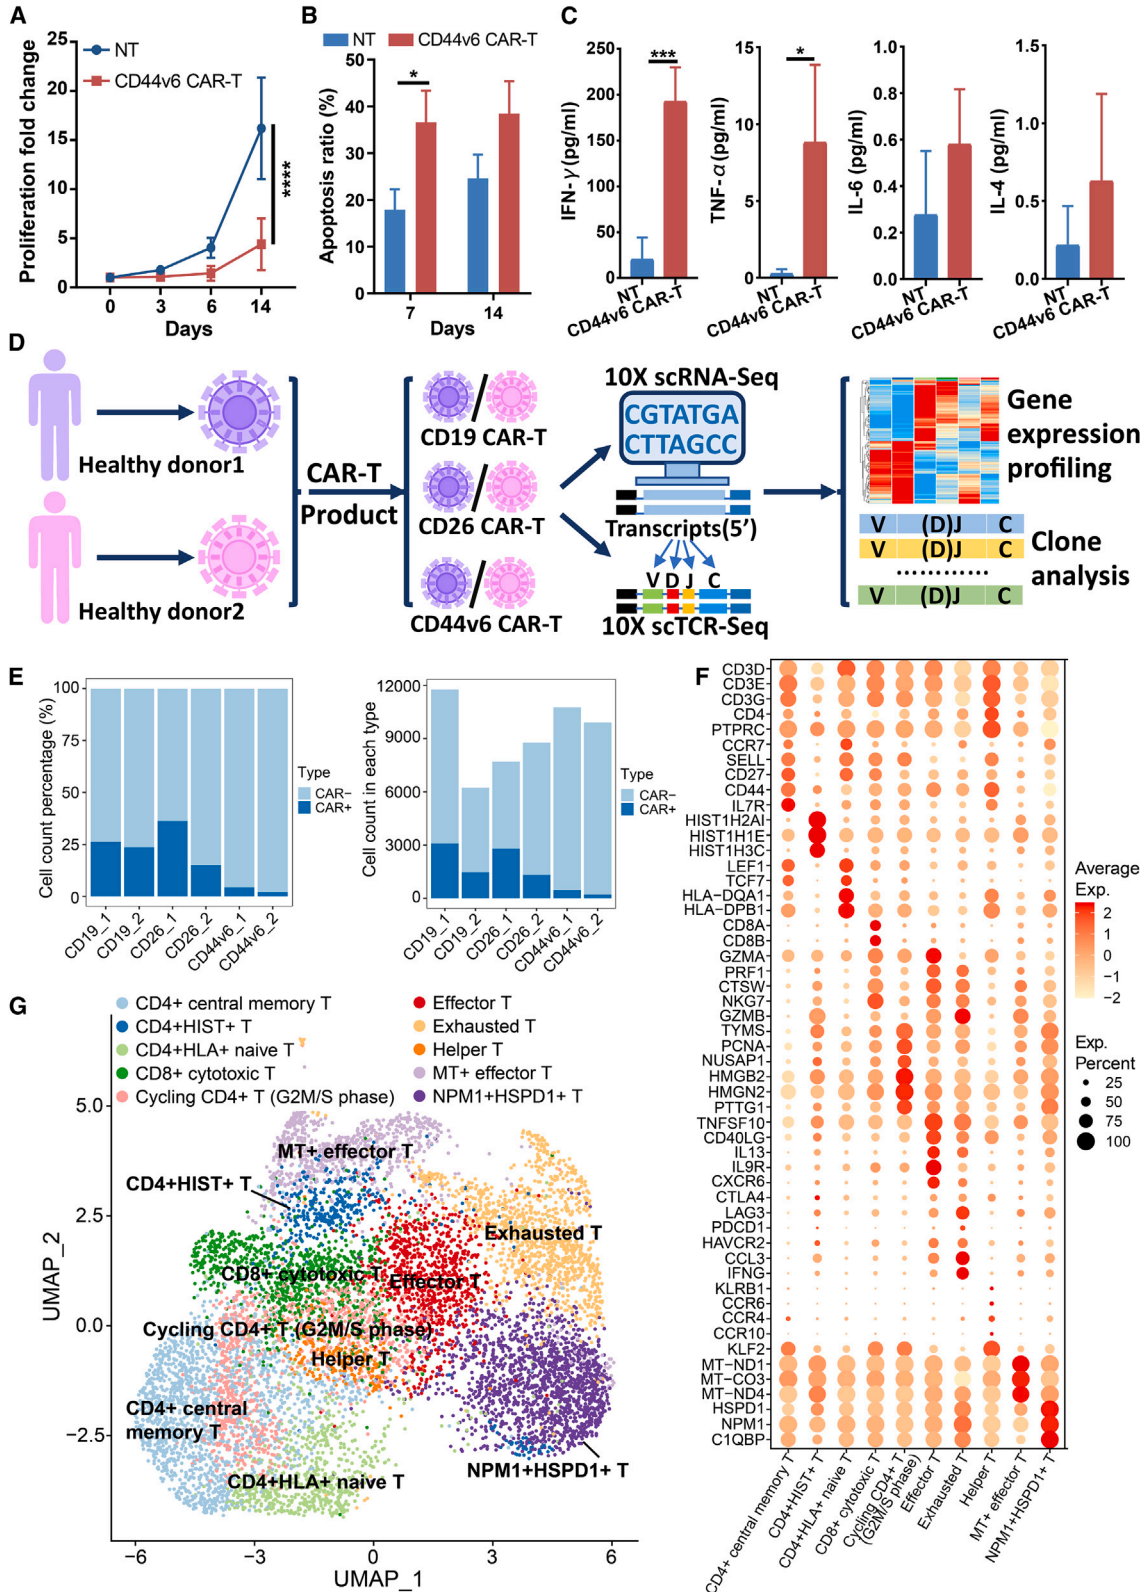 A
Proliferation fold change
25
20
15
10
5
0
NT
CD44v6 CAR-T
****
0 3 6 14
Days
B
NT CD44v6 CAR-T
Apoptosis ratio (%)
50
40
30
20
10
0
*
7 14
Days
C
IFN-γ (pg/ml)
250
200
150
100
50
0
***
NT
CD44v6 CAR-T
TNF-α (pg/ml)
15
10
5
0
*
NT
CD44v6 CAR-T
IL-6 (pg/ml)
1.0
0.8
0.6
0.4
0.2
0.0
NT
CD44v6 CAR-T
IL-4 (pg/ml)
1.5
1.0
0.5
0.0
NT
CD44v6 CAR-T
D
Healthy donor1
Healthy donor2
CAR-T
Product
CD19 CAR-T
CD26 CAR-T
CD44v6 CAR-T
10X scRNA-Seq
CGTATGA
CTTAGCC
Transcripts(5')
V D J C
10X scTCR-Seq
Gene
expression
profiling
V (D)J C
V (D)J C
............
V (D)J C
Clone
analysis
E
Cell count percentage (%)
100
75
50
25
0
CD19_1
CD19_2
CD26_1
CD26_2
CD44v6_1
CD44v6_2
Type
CAR−
CAR+
Cell count in each type
12000
9000
6000
3000
0
CD19_1
CD19_2
CD26_1
CD26_2
CD44v6_1
CD44v6_2
Type
CAR−
CAR+
F
CD3D
CD3E
CD3G
CD4
PTPRC
CCR7
SELL
CD27
CD44
IL7R
HIST1H2AI
HIST1H1E
HIST1H3C
LEF1
TCF7
HLA−DQA1
HLA−DPB1
CD8A
CD8B
GZMA
PRF1
CTSW
NKG7
GZMB
TYMS
PCNA
NUSAP1
HMGB2
HMGN2
PTTG1
TNFSF10
CD40LG
IL13
IL9R
CXCR6
CTLA4
LAG3
PDCD1
HAVCR2
CCL3
IFNG
KLRB1
CCR6
CCR4
CCR10
KLF2
MT−ND1
MT−CO3
MT−ND4
HSPD1
NPM1
C1QBP
CD4+ central memory T
CD4+HIST+ T
CD4+HLA+ naive T
CD8+ cytotoxic T
Cycling CD4+ T
(G2M/S phase)
Effector T
Exhausted T
Helper T
MT+ effector T
NPM1+HSPD1+ T
Average
Exp.
2
1
0
−1
−2
Exp.
Percent
25
50
75
100
G
CD4+ central memory T
CD4+HIST+ T
CD4+HLA+ naive T
CD8+ cytotoxic T
Cycling CD4+ T (G2M/S phase)
Effector T
Exhausted T
Helper T
MT+ effector T
NPM1+HSPD1+ T
UMAP_2
5.0
2.5
0.0
−2.5
MT+ effector T
CD4+HIST+ T
Exhausted T
CD8+ cytotoxic T
Effector T
Cycling CD4+ T (G2M/S phase)
Helper T
CD4+ central
memory T
NPM1+HSPD1+ T
CD4+HLA+ naive T
−6 −3 0 3 6
UMAP_1